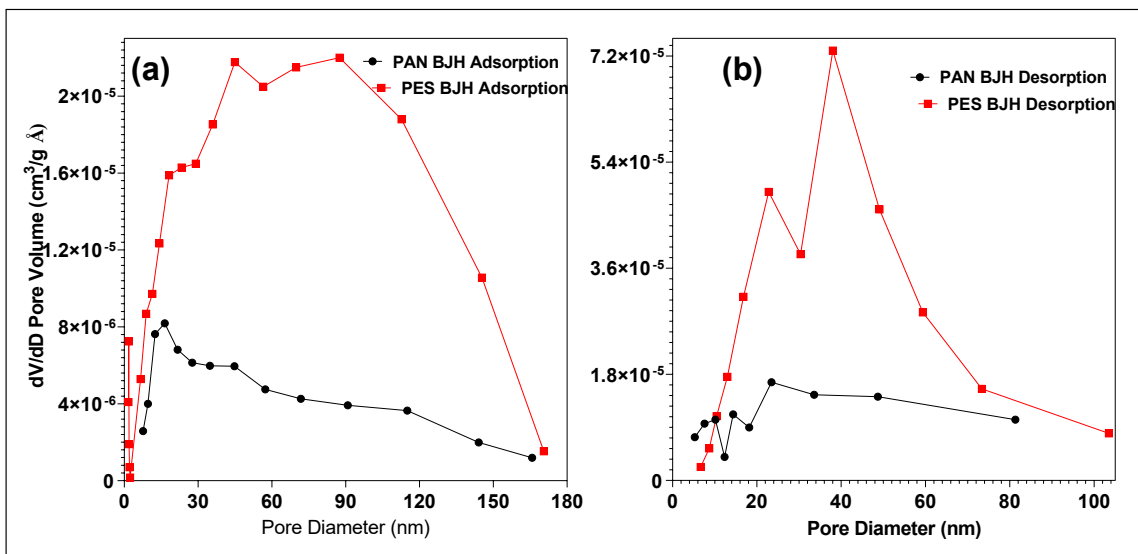 (a)
PAN BJH Adsorption
PES BJH Adsorption
dV/dD Pore Volume (cm³/g Å)
2×10⁻⁵
1.6×10⁻⁵
1.2×10⁻⁵
8×10⁻⁶
4×10⁻⁶
0
0 30 60 90 120 150 180
Pore Diameter (nm)
(b)
PAN BJH Desorption
PES BJH Desorption
7.2×10⁻⁵
5.4×10⁻⁵
3.6×10⁻⁵
1.8×10⁻⁵
0
0 20 40 60 80 100
Pore Diameter (nm)